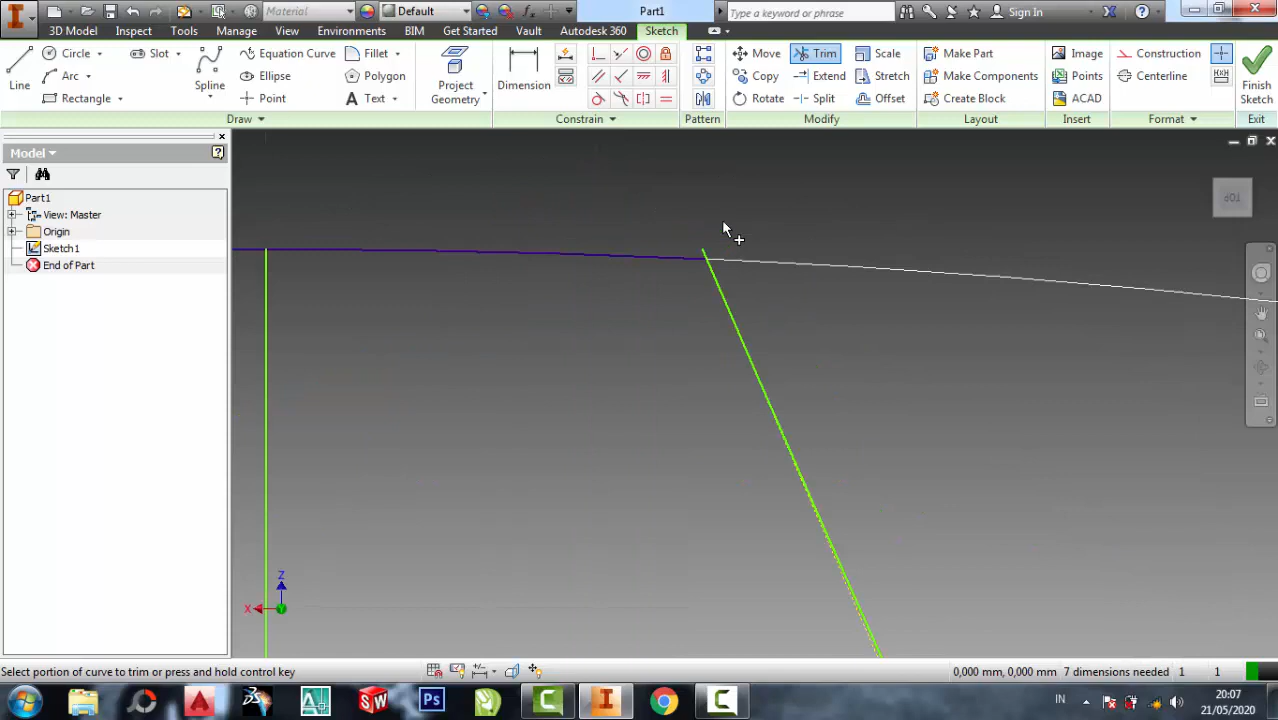 Material Default fx Part1 Type a keyword or phrase Sign In
3D Model Inspect Tools Manage View Environments BIM Get Started Vault Autodesk 360 Sketch
Line Circle Arc Rectangle Slot Spline Equation Curve Ellipse Point Fillet Polygon Text Project Geometry Dimension Move Copy Rotate Trim Extend Split Scale Stretch Offset Make Part Make Components Create Block Image Points ACAD Construction Centerline Finish Sketch
Draw Constrain Pattern Modify Layout Insert Format Exit
Model
Part1
View: Master
Origin
Sketch1
End of Part
TOP
Z
X
Y
Select portion of curve to trim or press and hold control key 0,000 mm, 0,000 mm 7 dimensions needed 1 1
SW Ps IN 20:07
21/05/2020